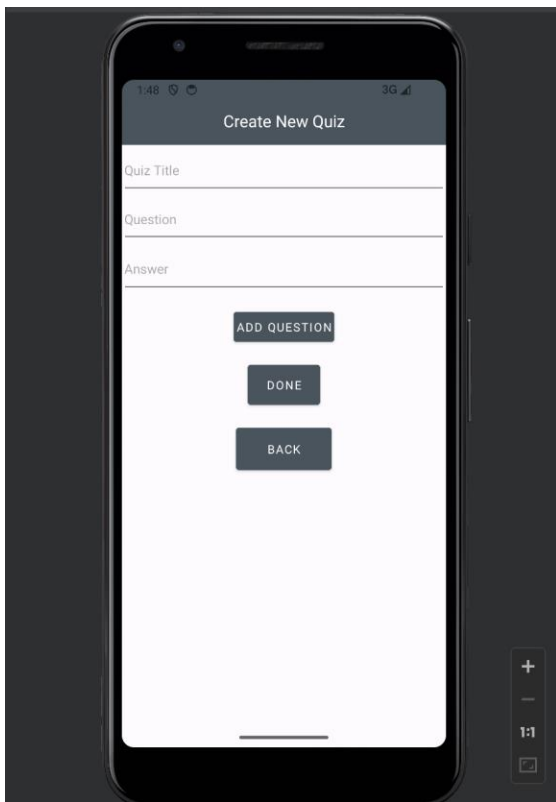 1:48 3G
Create New Quiz
Quiz Title
Question
Answer
ADD QUESTION
DONE
BACK
1:1